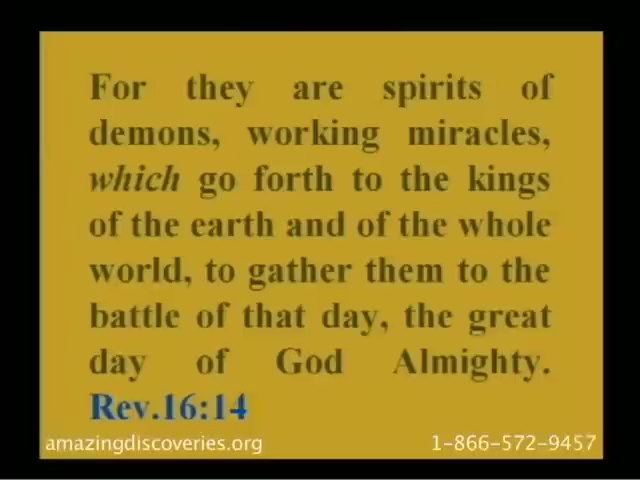 For they are spirits of
demons, working miracles,
which go forth to the kings
of the earth and of the whole
world, to gather them to the
battle of that day, the great
day of God Almighty.
Rev.16:14
amazingdiscoveries.org 1-866-572-9457